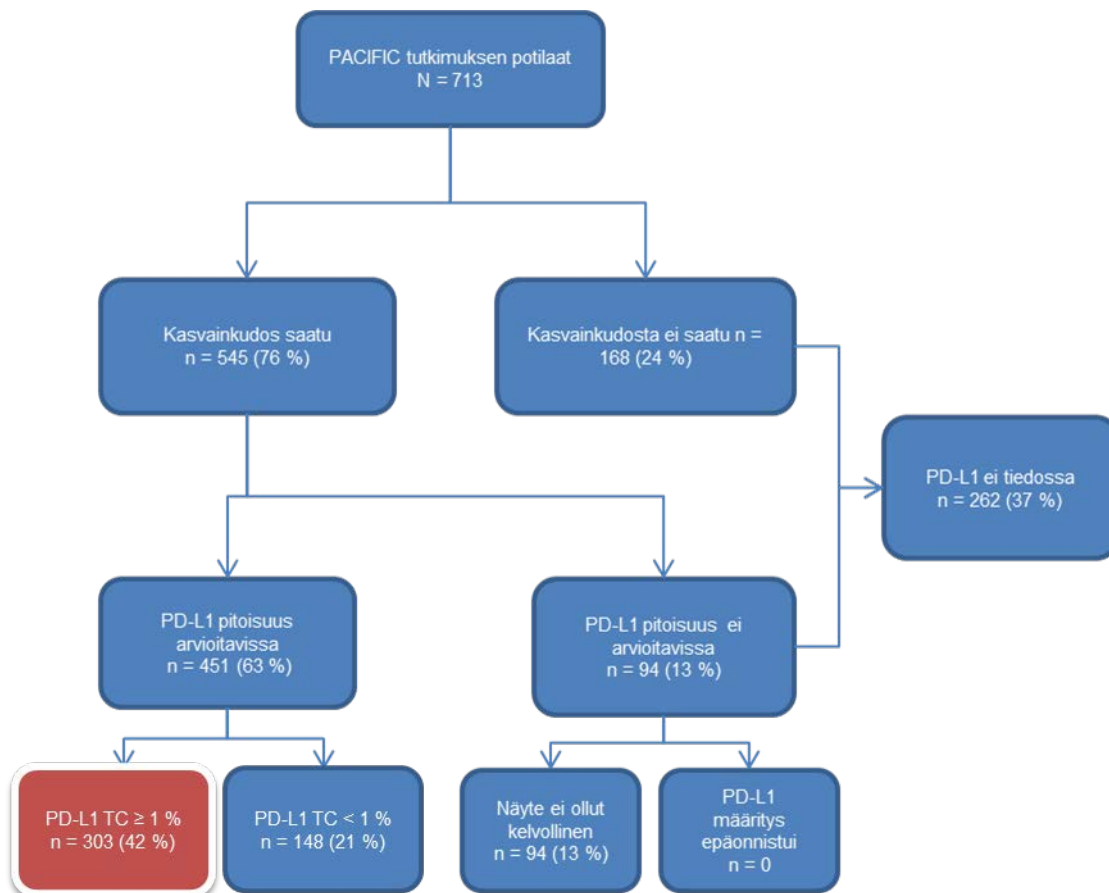 PACIFIC tutkimuksen potilaat
N = 713
Kasvainkudos saatu
n = 545 (76 %)
Kasvainkudosta ei saatu n =
168 (24 %)
PD-L1 ei tiedossa
n = 262 (37 %)
PD-L1 pitoisuus
arvioitavissa
n = 451 (63 %)
PD-L1 pitoisuus ei
arvioitavissa
n = 94 (13 %)
PD-L1 TC ≥ 1 %
n = 303 (42 %)
PD-L1 TC < 1 %
n = 148 (21 %)
Näyte ei ollut
kelvollinen
n = 94 (13 %)
PD-L1
määritys
epäonnistui
n = 0